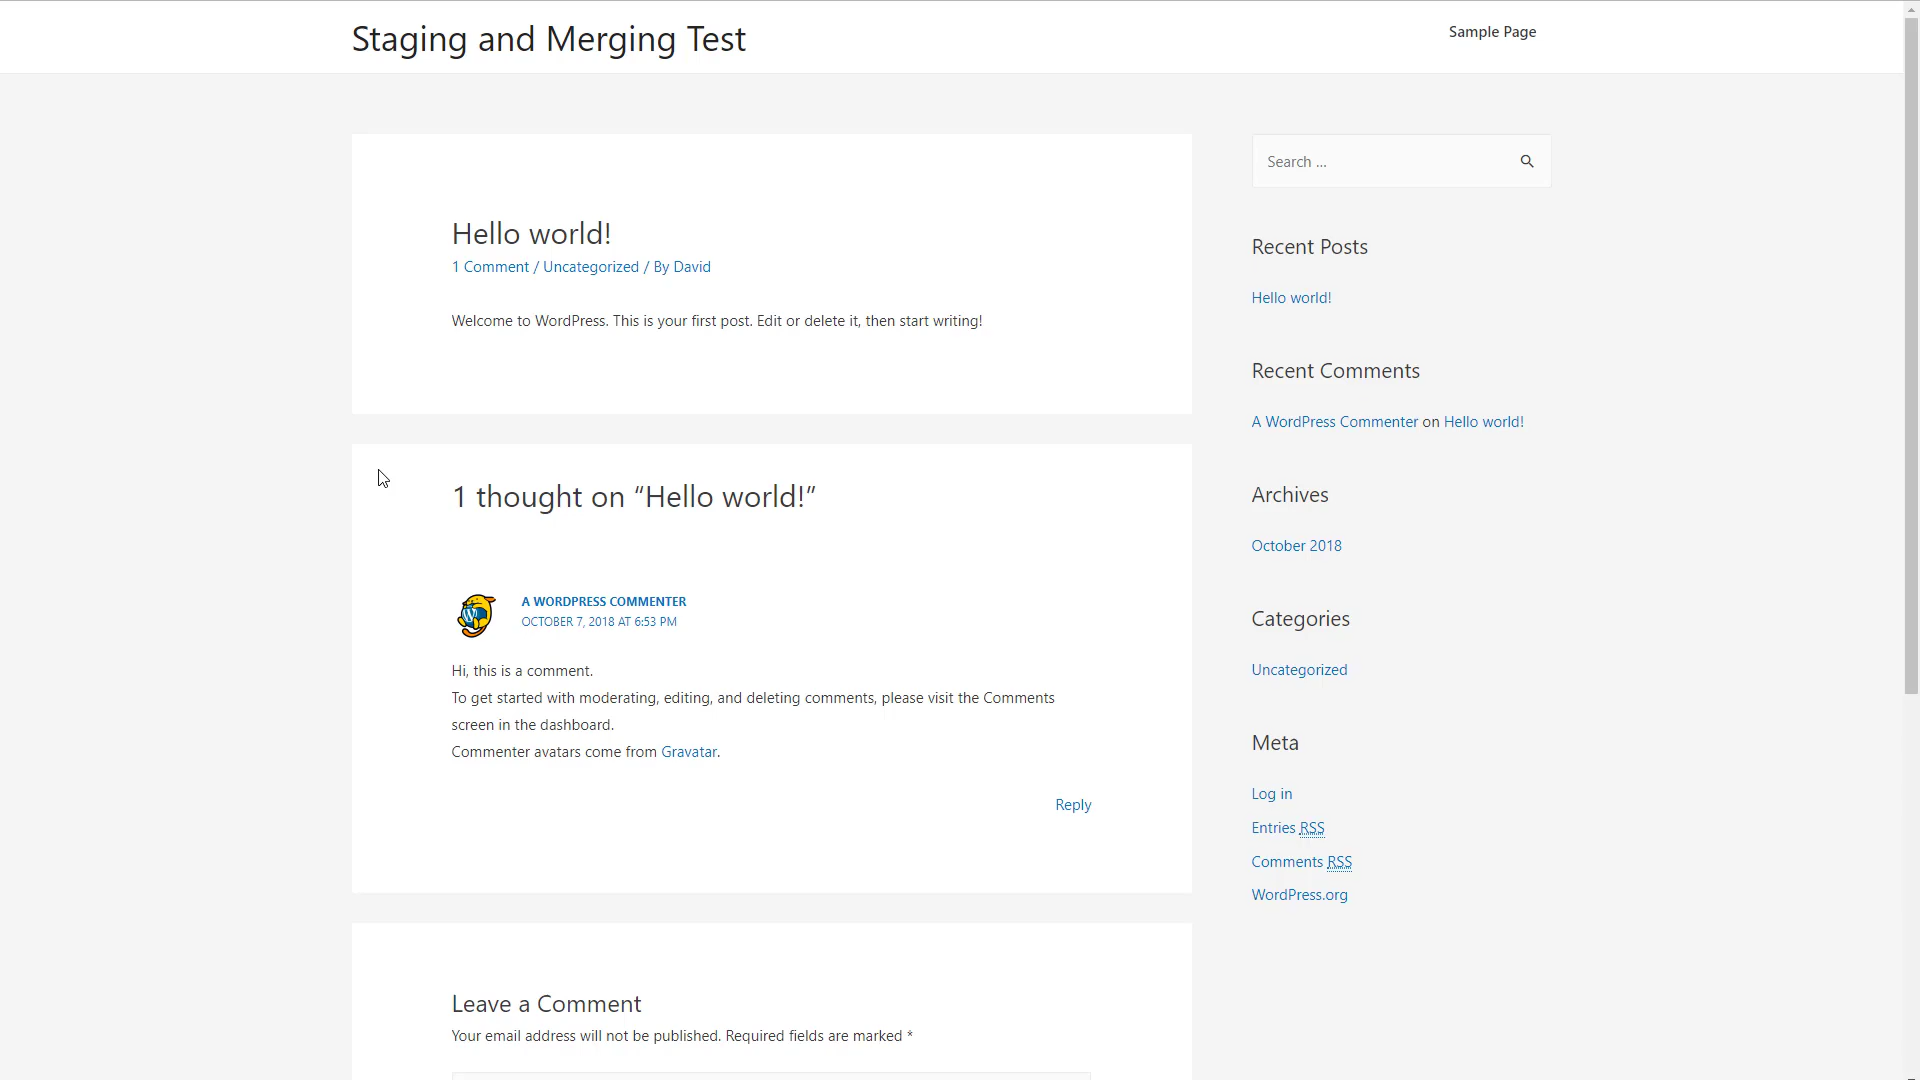 Staging and Merging Test
Sample Page
Hello world!
1 Comment / Uncategorized / By David
Welcome to WordPress. This is your first post. Edit or delete it, then start writing!
1 thought on “Hello world!”
A WORDPRESS COMMENTER
OCTOBER 7, 2018 AT 6:53 PM
Hi, this is a comment.
To get started with moderating, editing, and deleting comments, please visit the Comments
screen in the dashboard.
Commenter avatars come from Gravatar.
Reply
Leave a Comment
Your email address will not be published. Required fields are marked *
Search ...
Recent Posts
Hello world!
Recent Comments
A WordPress Commenter on Hello world!
Archives
October 2018
Categories
Uncategorized
Meta
Log in
Entries RSS
Comments RSS
WordPress.org